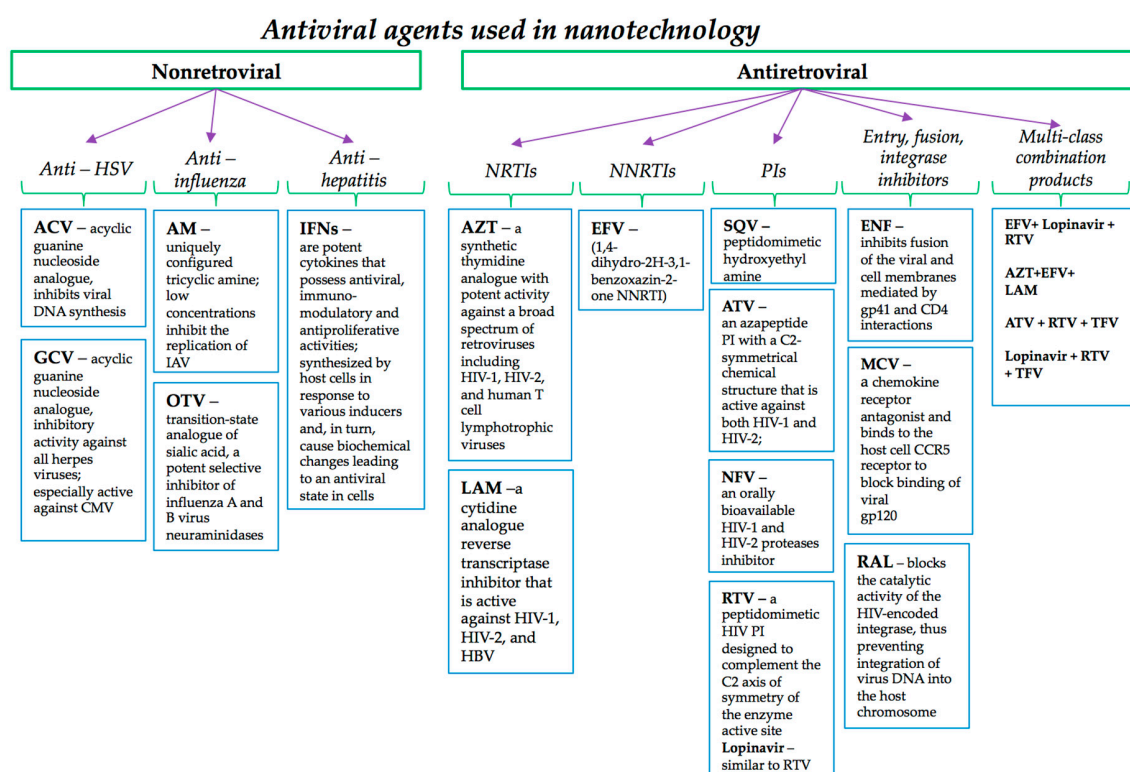 Antiviral agents used in nanotechnology
Nonretroviral
Antiretroviral
Anti – HSV
Anti –
influenza
Anti –
hepatitis
NRTIs
NNRTIs
PIs
Entry, fusion,
integrase
inhibitors
Multi-class
combination
products
ACV – acyclic
guanine
nucleoside
analogue,
inhibits viral
DNA synthesis
GCV – acyclic
guanine
nucleoside
analogue,
inhibitory
activity against
all herpes
viruses;
especially active
against CMV
AM –
uniquely
configured
tricyclic amine;
low
concentrations
inhibit the
replication of
IAV
OTV –
transition-state
analogue of
sialic acid, a
potent selective
inhibitor of
influenza A and
B virus
neuraminidases
IFNs –
are potent
cytokines that
possess antiviral,
immuno-
modulatory and
antiproliferative
activities;
synthesized by
host cells in
response to
various inducers
and, in turn,
cause biochemical
changes leading
to an antiviral
state in cells
AZT – a
synthetic
thymidine
analogue with
potent activity
against a broad
spectrum of
retroviruses
including
HIV-1, HIV-2,
and human T
cell
lymphotrophic
viruses
LAM –a
cytidine
analogue
reverse
transcriptase
inhibitor that
is active
against HIV-1,
HIV-2, and
HBV
EFV –
(1,4-
dihydro-2H-3,1-
benzoxazin-2-
one NNRTI)
SQV –
peptidomimetic
hydroxyethyl
amine
ATV –
an azapeptide
PI with a C2-
symmetrical
chemical
structure that is
active against
both HIV-1 and
HIV-2;
NFV –
an orally
bioavailable
HIV-1 and
HIV-2 proteases
inhibitor
RTV – a
peptidomimetic
HIV PI
designed to
complement the
C2 axis of
symmetry of
the enzyme
active site
Lopinavir –
similar to RTV
ENF –
inhibits fusion
of the viral and
cell membranes
mediated by
gp41 and CD4
interactions
MCV –
a chemokine
receptor
antagonist and
binds to the
host cell CCR5
receptor to
block binding of
viral
gp120
RAL – blocks
the catalytic
activity of the
HIV-encoded
integrase, thus
preventing
integration of
virus DNA into
the host
chromosome
EFV+ Lopinavir +
RTV
AZT+EFV+
LAM
ATV + RTV + TFV
Lopinavir + RTV
+ TFV